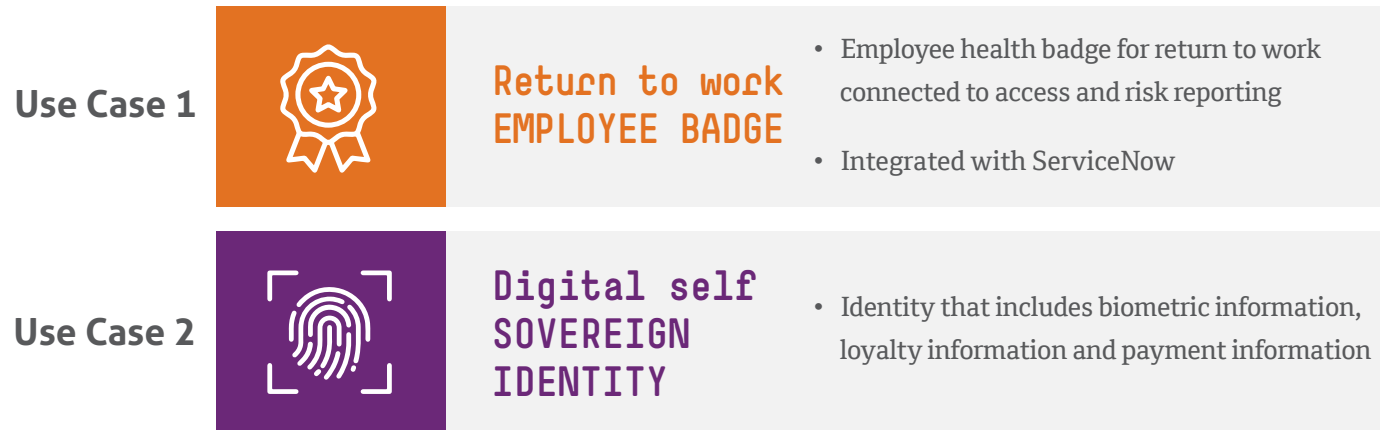 Use Case 1
Return to work
EMPLOYEE BADGE
• Employee health badge for return to work
connected to access and risk reporting
• Integrated with ServiceNow
Use Case 2
Digital self
SOVEREIGN
IDENTITY
• Identity that includes biometric information,
loyalty information and payment information